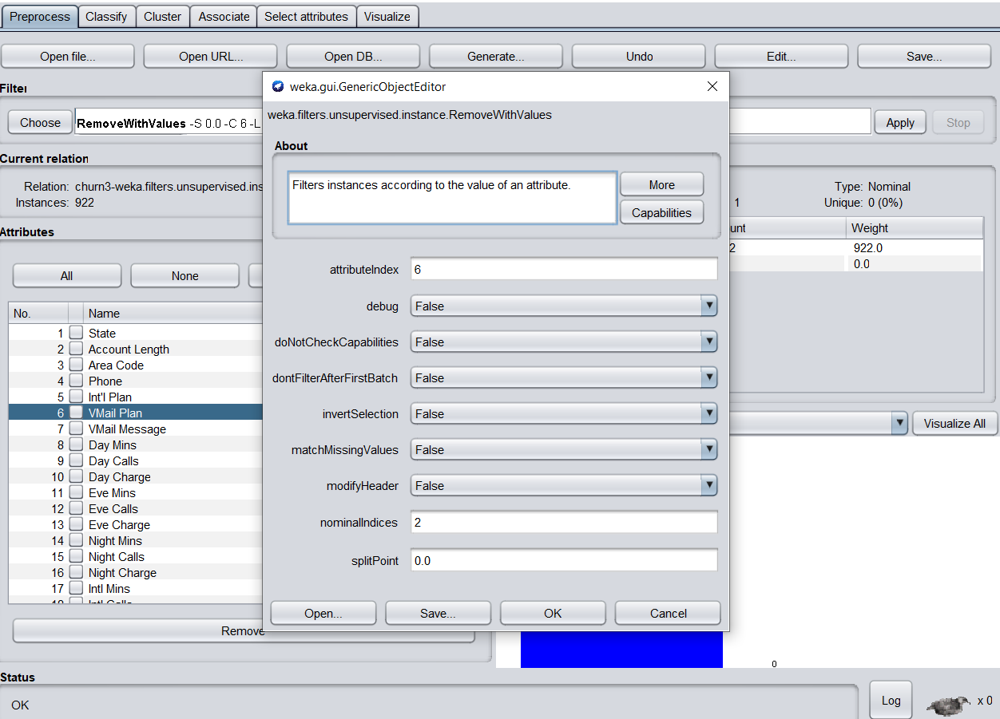 Preprocess Classify Cluster Associate Select attributes Visualize
Open file... Open URL... Open DB... Generate... Undo Edit... Save...
Filter
Choose RemoveWithValues -S 0.0 -C 6 -L Apply Stop
Current relation
Relation: churn3-weka.filters.unsupervised.ins
Instances: 922
Attributes
All None
No. Name
1 State
2 Account Length
3 Area Code
4 Phone
5 Int'l Plan
6 VMail Plan
7 VMail Message
8 Day Mins
9 Day Calls
10 Day Charge
11 Eve Mins
12 Eve Calls
13 Eve Charge
14 Night Mins
15 Night Calls
16 Night Charge
17 Intl Mins
18 Intl Calls
Remove
weka.gui.GenericObjectEditor
weka.filters.unsupervised.instance.RemoveWithValues
About
Filters instances according to the value of an attribute.
More
Capabilities
attributeIndex 6
debug False
doNotCheckCapabilities False
dontFilterAfterFirstBatch False
invertSelection False
matchMissingValues False
modifyHeader False
nominalIndices 2
splitPoint 0.0
Open... Save... OK Cancel
Type: Nominal
1 Unique: 0 (0%)
unt Weight
2 922.0
0.0
Visualize All
0
Status
OK
Log x 0